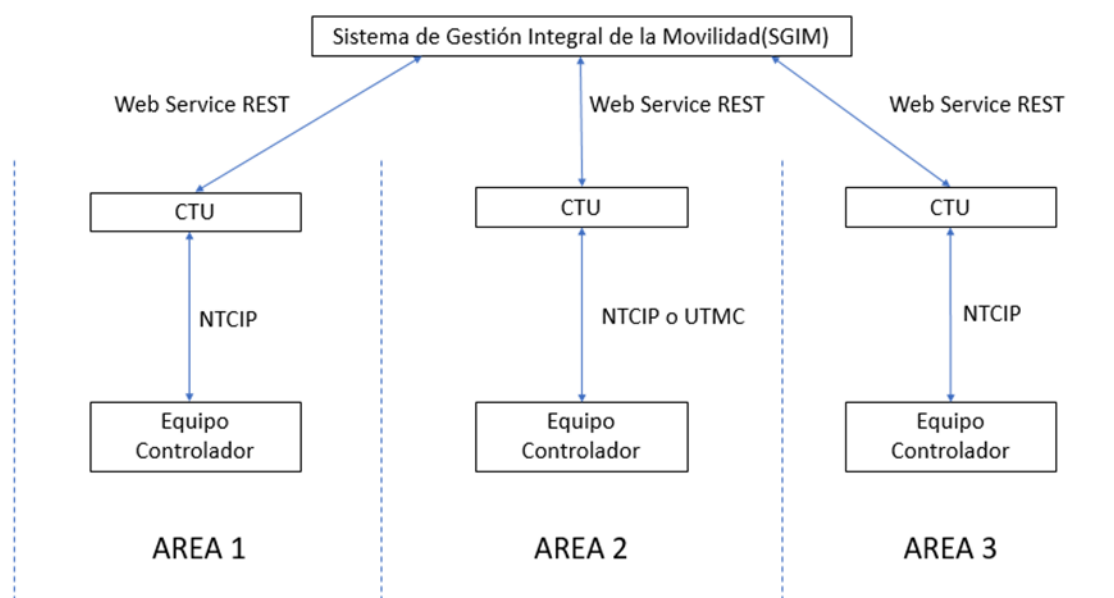 Sistema de Gestión Integral de la Movilidad(SGIM)
Web Service REST
Web Service REST
Web Service REST
CTU
CTU
CTU
NTCIP
NTCIP o UTMC
NTCIP
Equipo
Controlador
Equipo
Controlador
Equipo
Controlador
AREA 1
AREA 2
AREA 3